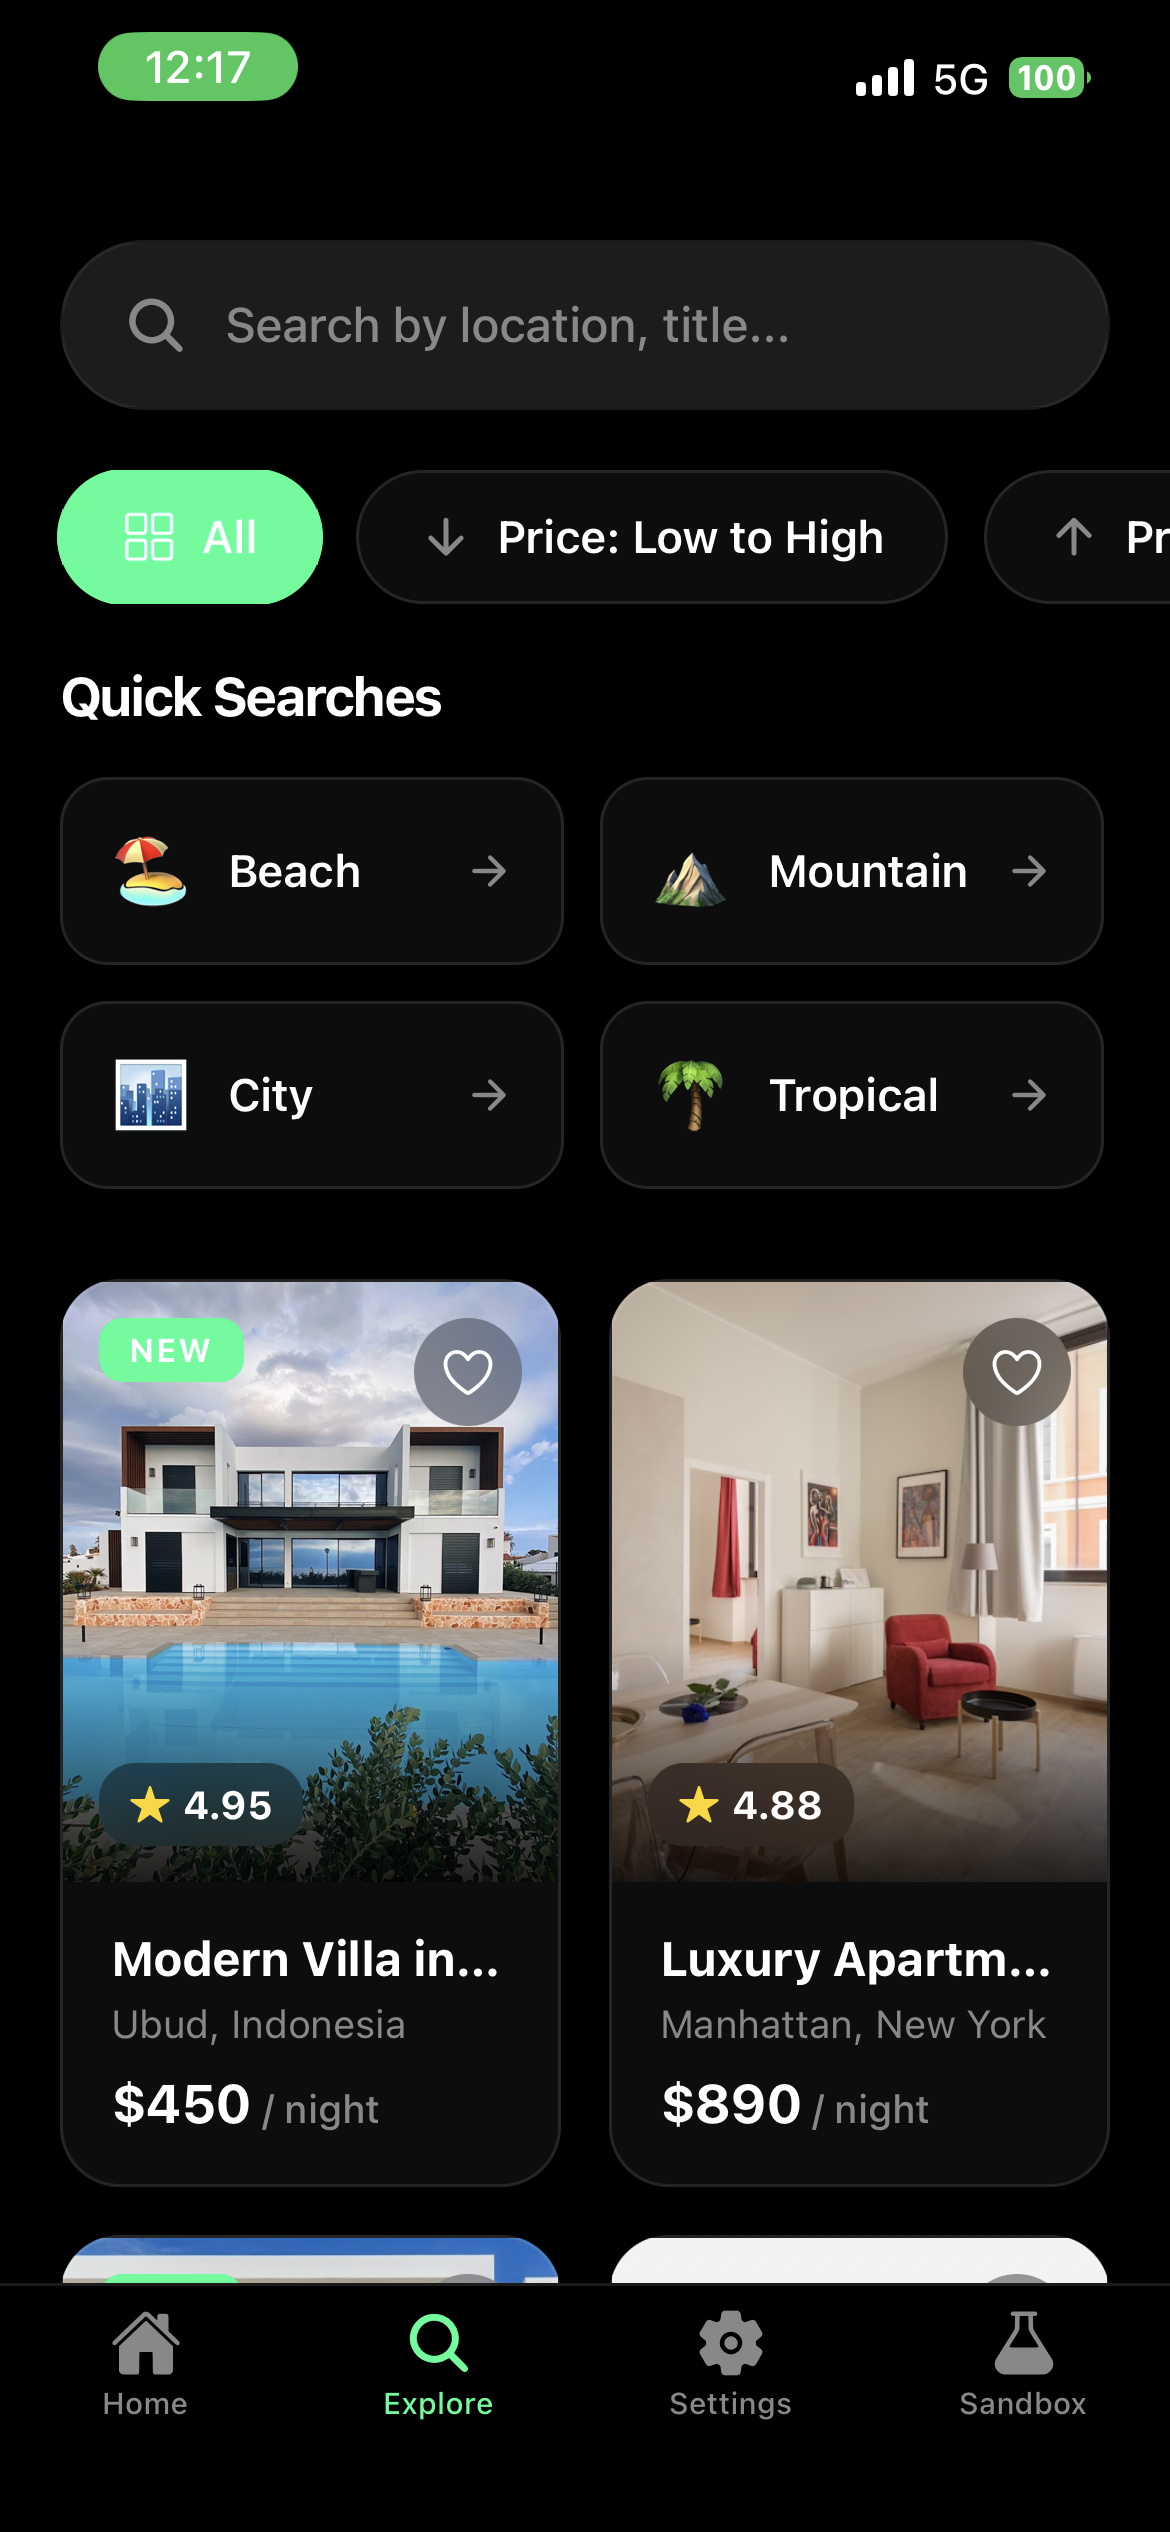 12:17
5G
100
Search by location, title...
All
Price: Low to High
Pr
Quick Searches
Beach
Mountain
City
Tropical
NEW
4.95
4.88
Modern Villa in...
Luxury Apartm...
Ubud, Indonesia
Manhattan, New York
$450 / night
$890 / night
Home
Explore
Settings
Sandbox